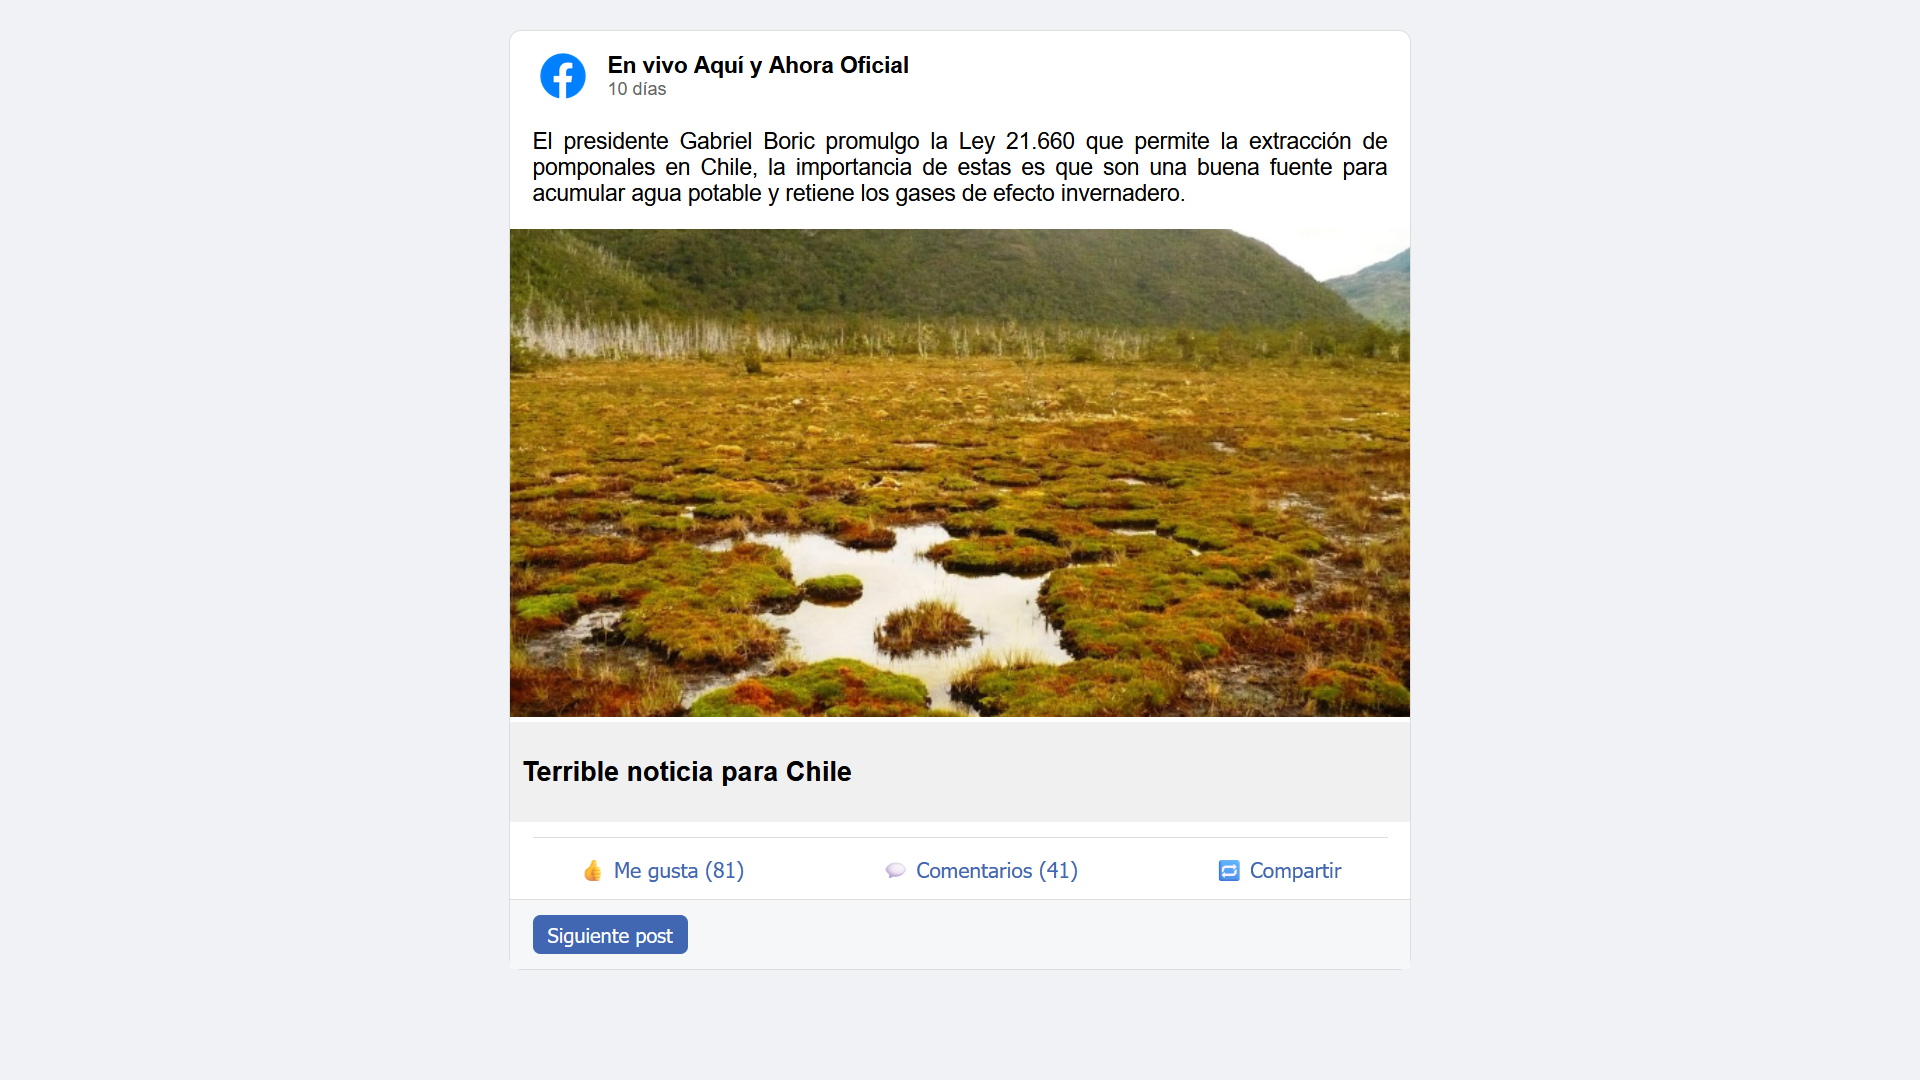 En vivo Aquí y Ahora Oficial
10 días
El presidente Gabriel Boric promulgo la Ley 21.660 que permite la extracción de
pomponales en Chile, la importancia de estas es que son una buena fuente para
acumular agua potable y retiene los gases de efecto invernadero.
Terrible noticia para Chile
👍 Me gusta (81) 💬 Comentarios (41) 🔁 Compartir
Siguiente post